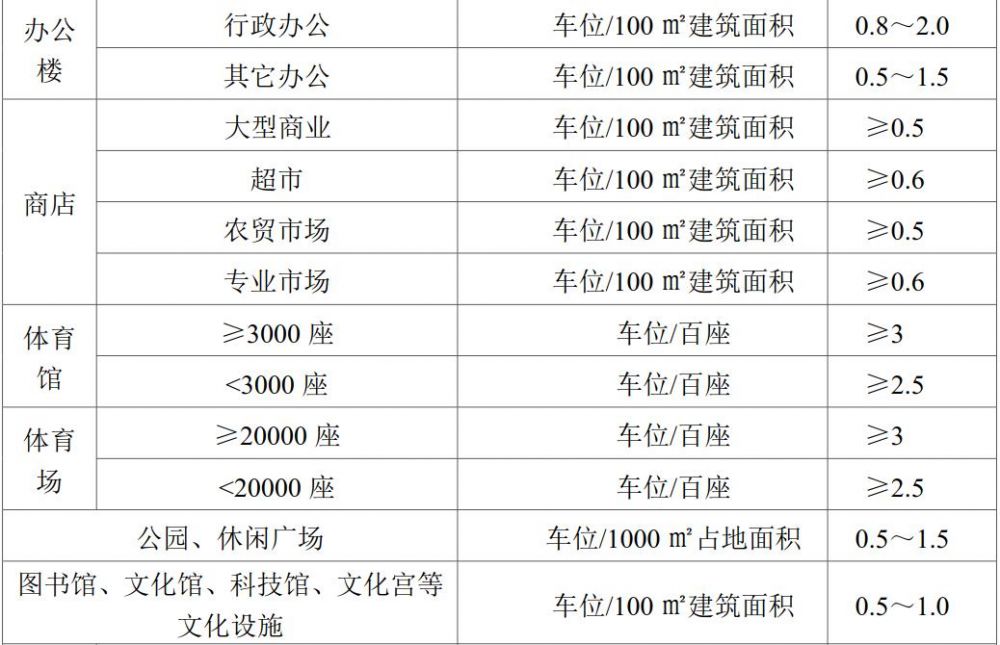 办公楼
行政办公 车位/100 ㎡建筑面积 0.8～2.0
其它办公 车位/100 ㎡建筑面积 0.5～1.5
商店
大型商业 车位/100 ㎡建筑面积 ≥0.5
超市 车位/100 ㎡建筑面积 ≥0.6
农贸市场 车位/100 ㎡建筑面积 ≥0.5
专业市场 车位/100 ㎡建筑面积 ≥0.6
体育馆
≥3000 座 车位/百座 ≥3
<3000 座 车位/百座 ≥2.5
体育场
≥20000 座 车位/百座 ≥3
<20000 座 车位/百座 ≥2.5
公园、休闲广场 车位/1000 ㎡占地面积 0.5～1.5
图书馆、文化馆、科技馆、文化宫等
文化设施 车位/100 ㎡建筑面积 0.5～1.0